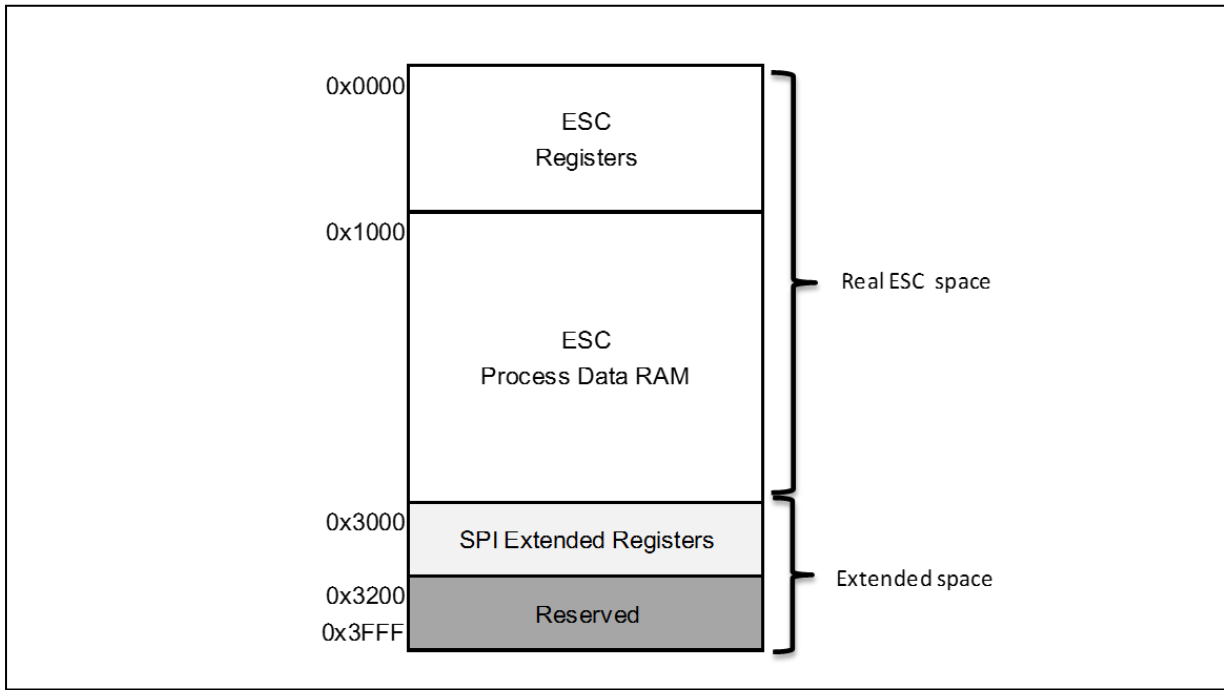 0x0000
ESC
Registers
0x1000
ESC
Process Data RAM
Real ESC space
0x3000
SPI Extended Registers
0x3200
Reserved
0x3FFF
Extended space